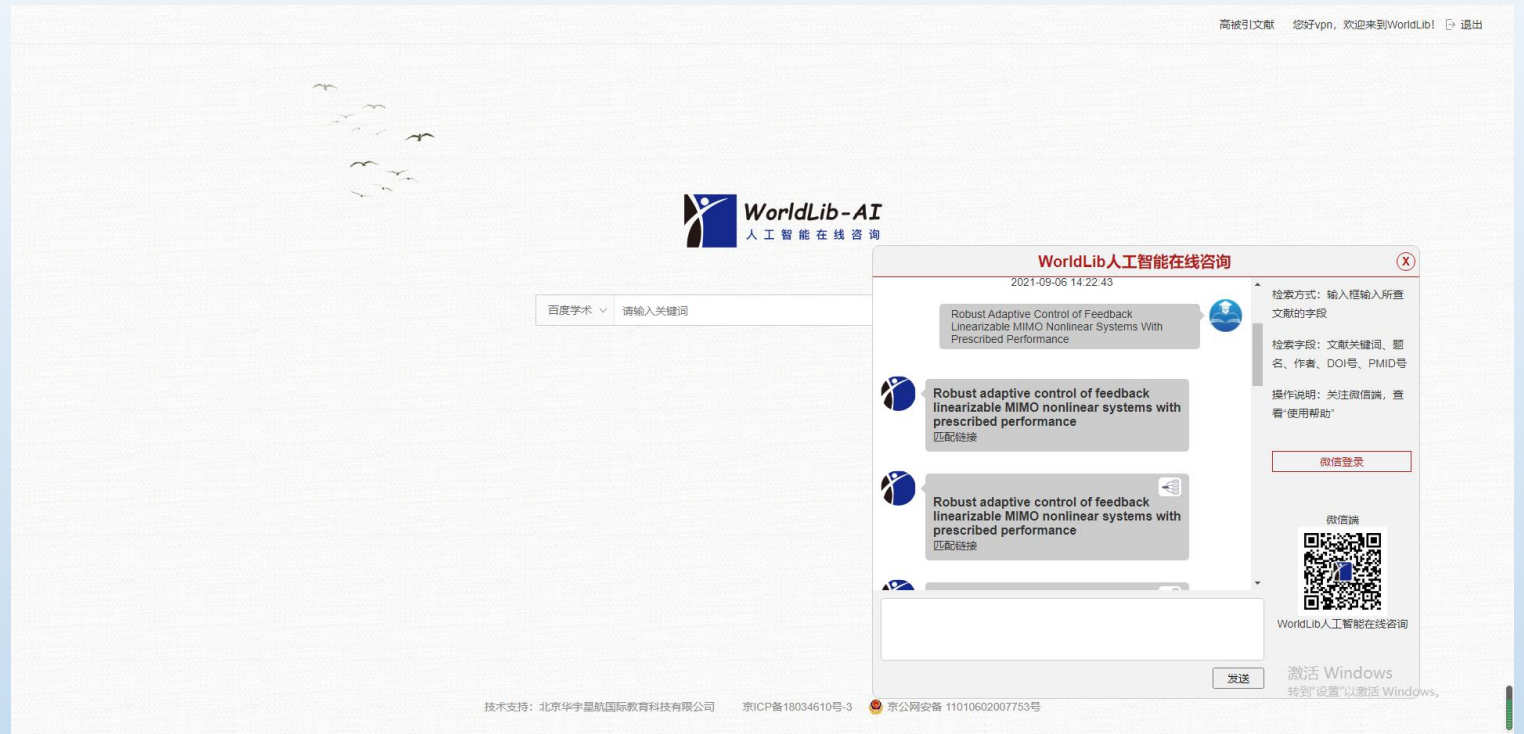 高被引文献 您好vpn，欢迎来到WorldLib! 退出
WorldLib-AI
人工智能在线咨询
百度学术 请输入关键词
WorldLib人工智能在线咨询 X
2021-09-06 14:22:43
Robust Adaptive Control of Feedback
Linearizable MIMO Nonlinear Systems With
Prescribed Performance
Robust adaptive control of feedback
linearizable MIMO nonlinear systems with
prescribed performance
匹配链接
Robust adaptive control of feedback
linearizable MIMO nonlinear systems with
prescribed performance
匹配链接
发送
检索方式：输入框输入所查
文献的字段
检索字段：文献关键词、题
名、作者、DOI号、PMID号
操作说明：关注微信端，查
看“使用帮助”
微信登录
微信端
WorldLib人工智能在线咨询
激活 Windows
转到“设置”以激活 Windows。
技术支持：北京华宇星航国际教育科技有限公司 京ICP备18034610号-3 京公网安备 11010602007753号